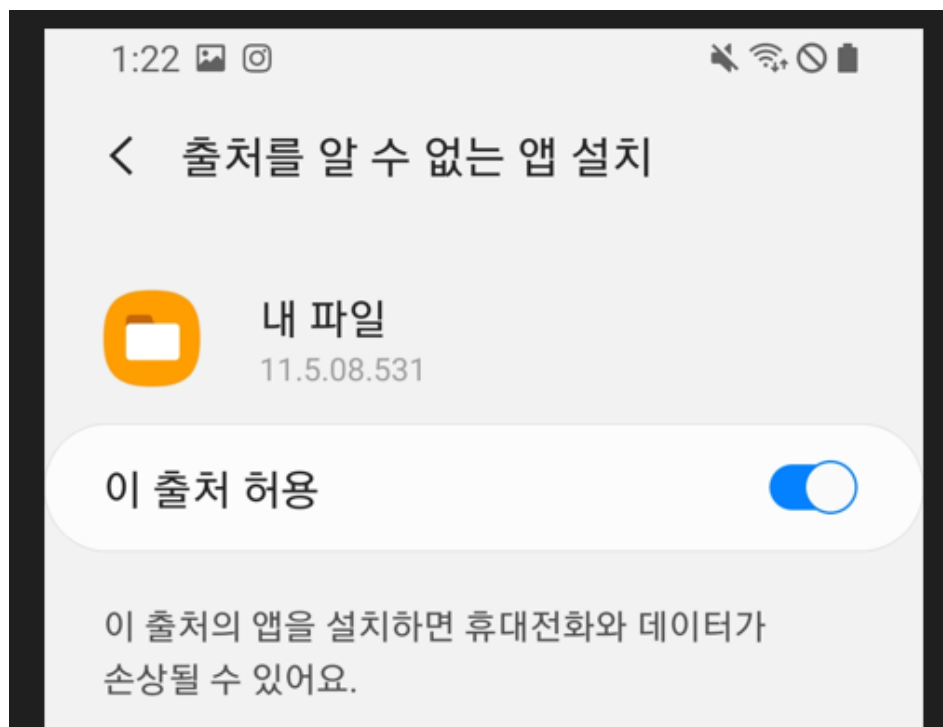 1:22
출처를 알 수 없는 앱 설치
내 파일
11.5.08.531
이 출처 허용
이 출처의 앱을 설치하면 휴대전화와 데이터가
손상될 수 있어요.